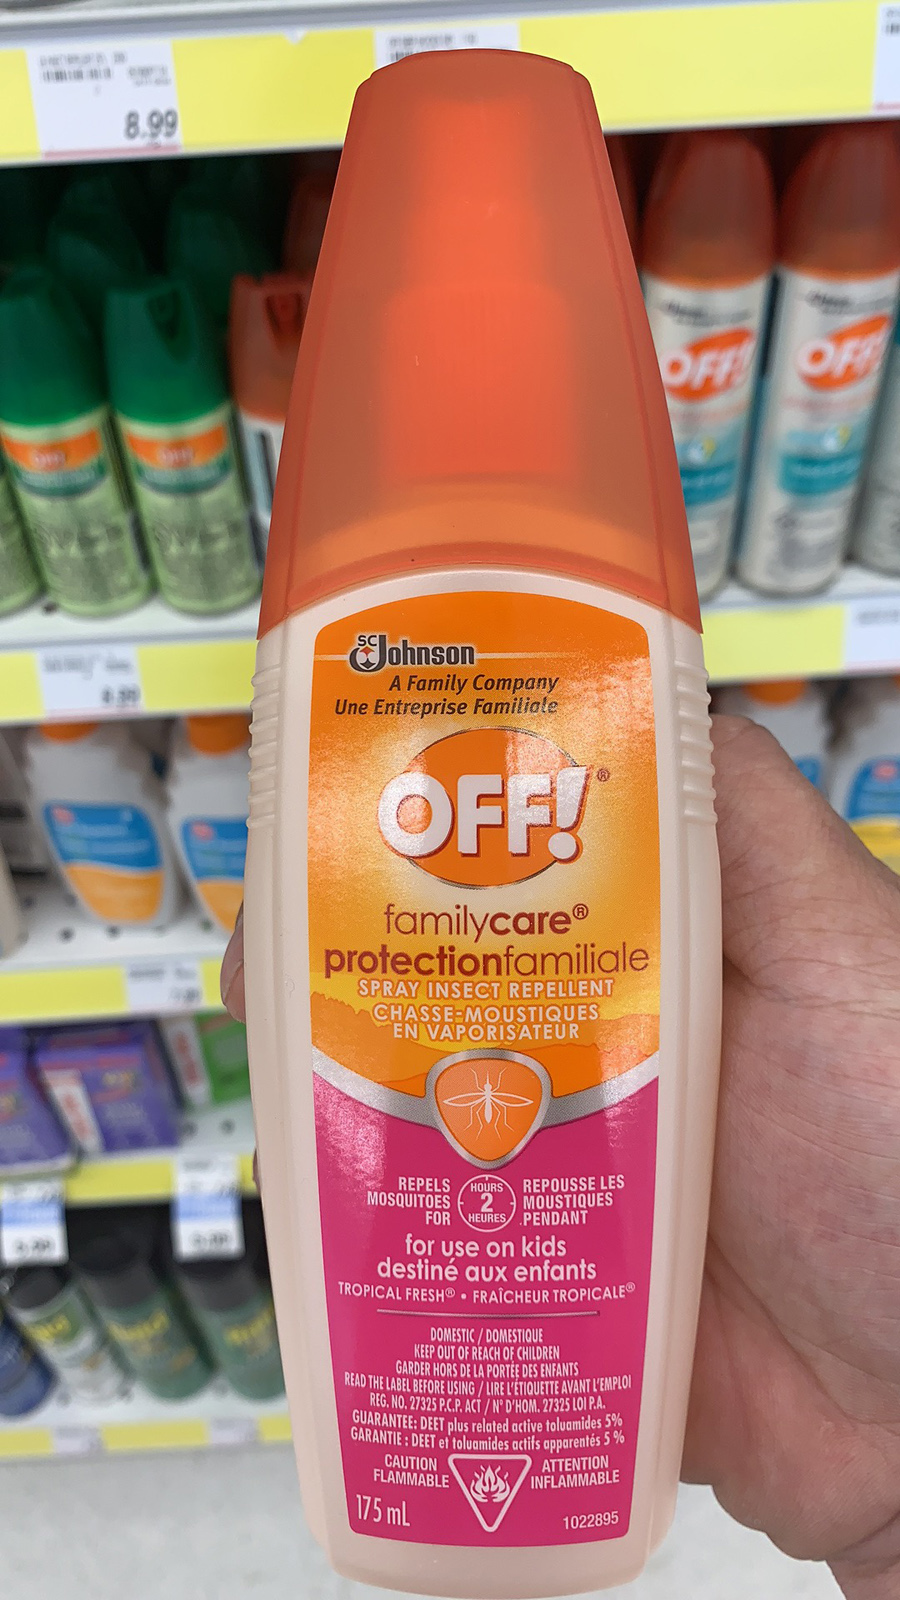 8.99
SC Johnson
A Family Company
Une Entreprise Familiale
OFF!®
familycare®
protectionfamiliale
SPRAY INSECT REPELLENT
CHASSE-MOUSTIQUES
EN VAPORISATEUR
REPELS
MOSQUITOES
FOR
HOURS
2
HEURES
REPOUSSE LES
MOUSTIQUES
PENDANT
for use on kids
destiné aux enfants
TROPICAL FRESH® • FRAÎCHEUR TROPICALE®
DOMESTIC / DOMESTIQUE
KEEP OUT OF REACH OF CHILDREN
GARDER HORS DE LA PORTÉE DES ENFANTS
READ THE LABEL BEFORE USING / LIRE L'ÉTIQUETTE AVANT L'EMPLOI
REG. NO. 27325 P.C.P. ACT / N° D'HOM. 27325 LOI P.A.
GUARANTEE: DEET plus related active toluamides 5%
GARANTIE : DEET et toluamides actifs apparentés 5 %
CAUTION
FLAMMABLE
ATTENTION
INFLAMMABLE
175 mL
1022895
OFF!
OFF!